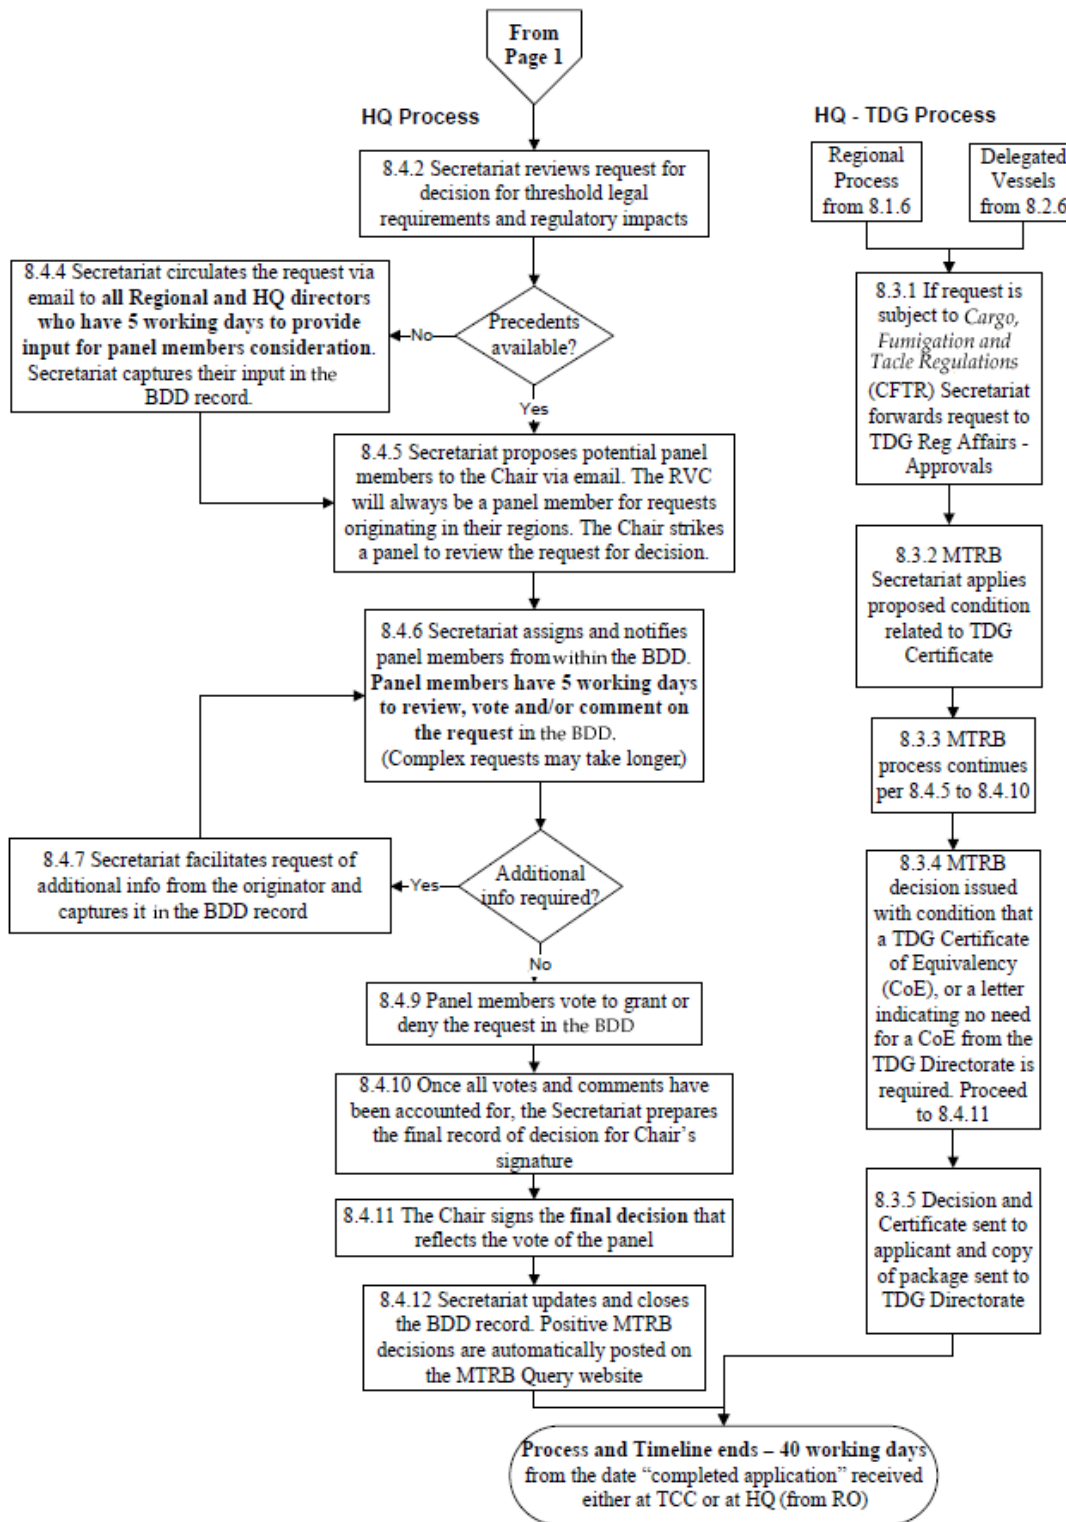 From
Page 1
HQ Process
8.4.2 Secretariat reviews request for
decision for threshold legal
requirements and regulatory impacts
Precedents
available?
No
Yes
8.4.4 Secretariat circulates the request via
email to all Regional and HQ directors
who have 5 working days to provide
input for panel members consideration.
Secretariat captures their input in the
BDD record.
8.4.5 Secretariat proposes potential panel
members to the Chair via email. The RVC
will always be a panel member for requests
originating in their regions. The Chair strikes
a panel to review the request for decision.
8.4.6 Secretariat assigns and notifies
panel members from within the BDD.
Panel members have 5 working days
to review, vote and/or comment on
the request in the BDD.
(Complex requests may take longer)
Additional
info required?
Yes
No
8.4.7 Secretariat facilitates request of
additional info from the originator and
captures it in the BDD record
8.4.9 Panel members vote to grant or
deny the request in the BDD
8.4.10 Once all votes and comments have
been accounted for, the Secretariat prepares
the final record of decision for Chair's
signature
8.4.11 The Chair signs the final decision that
reflects the vote of the panel
8.4.12 Secretariat updates and closes
the BDD record. Positive MTRB
decisions are automatically posted on
the MTRB Query website
HQ - TDG Process
Regional
Process
from 8.1.6
Delegated
Vessels
from 8.2.6
8.3.1 If request is
subject to Cargo,
Fumigation and
Tacle Regulations
(CFTR) Secretariat
forwards request to
TDG Reg Affairs -
Approvals
8.3.2 MTRB
Secretariat applies
proposed condition
related to TDG
Certificate
8.3.3 MTRB
process continues
per 8.4.5 to 8.4.10
8.3.4 MTRB
decision issued
with condition that
a TDG Certificate
of Equivalency
(CoE), or a letter
indicating no need
for a CoE from the
TDG Directorate is
required. Proceed
to 8.4.11
8.3.5 Decision and
Certificate sent to
applicant and copy
of package sent to
TDG Directorate
Process and Timeline ends – 40 working days
from the date “completed application” received
either at TCC or at HQ (from RO)